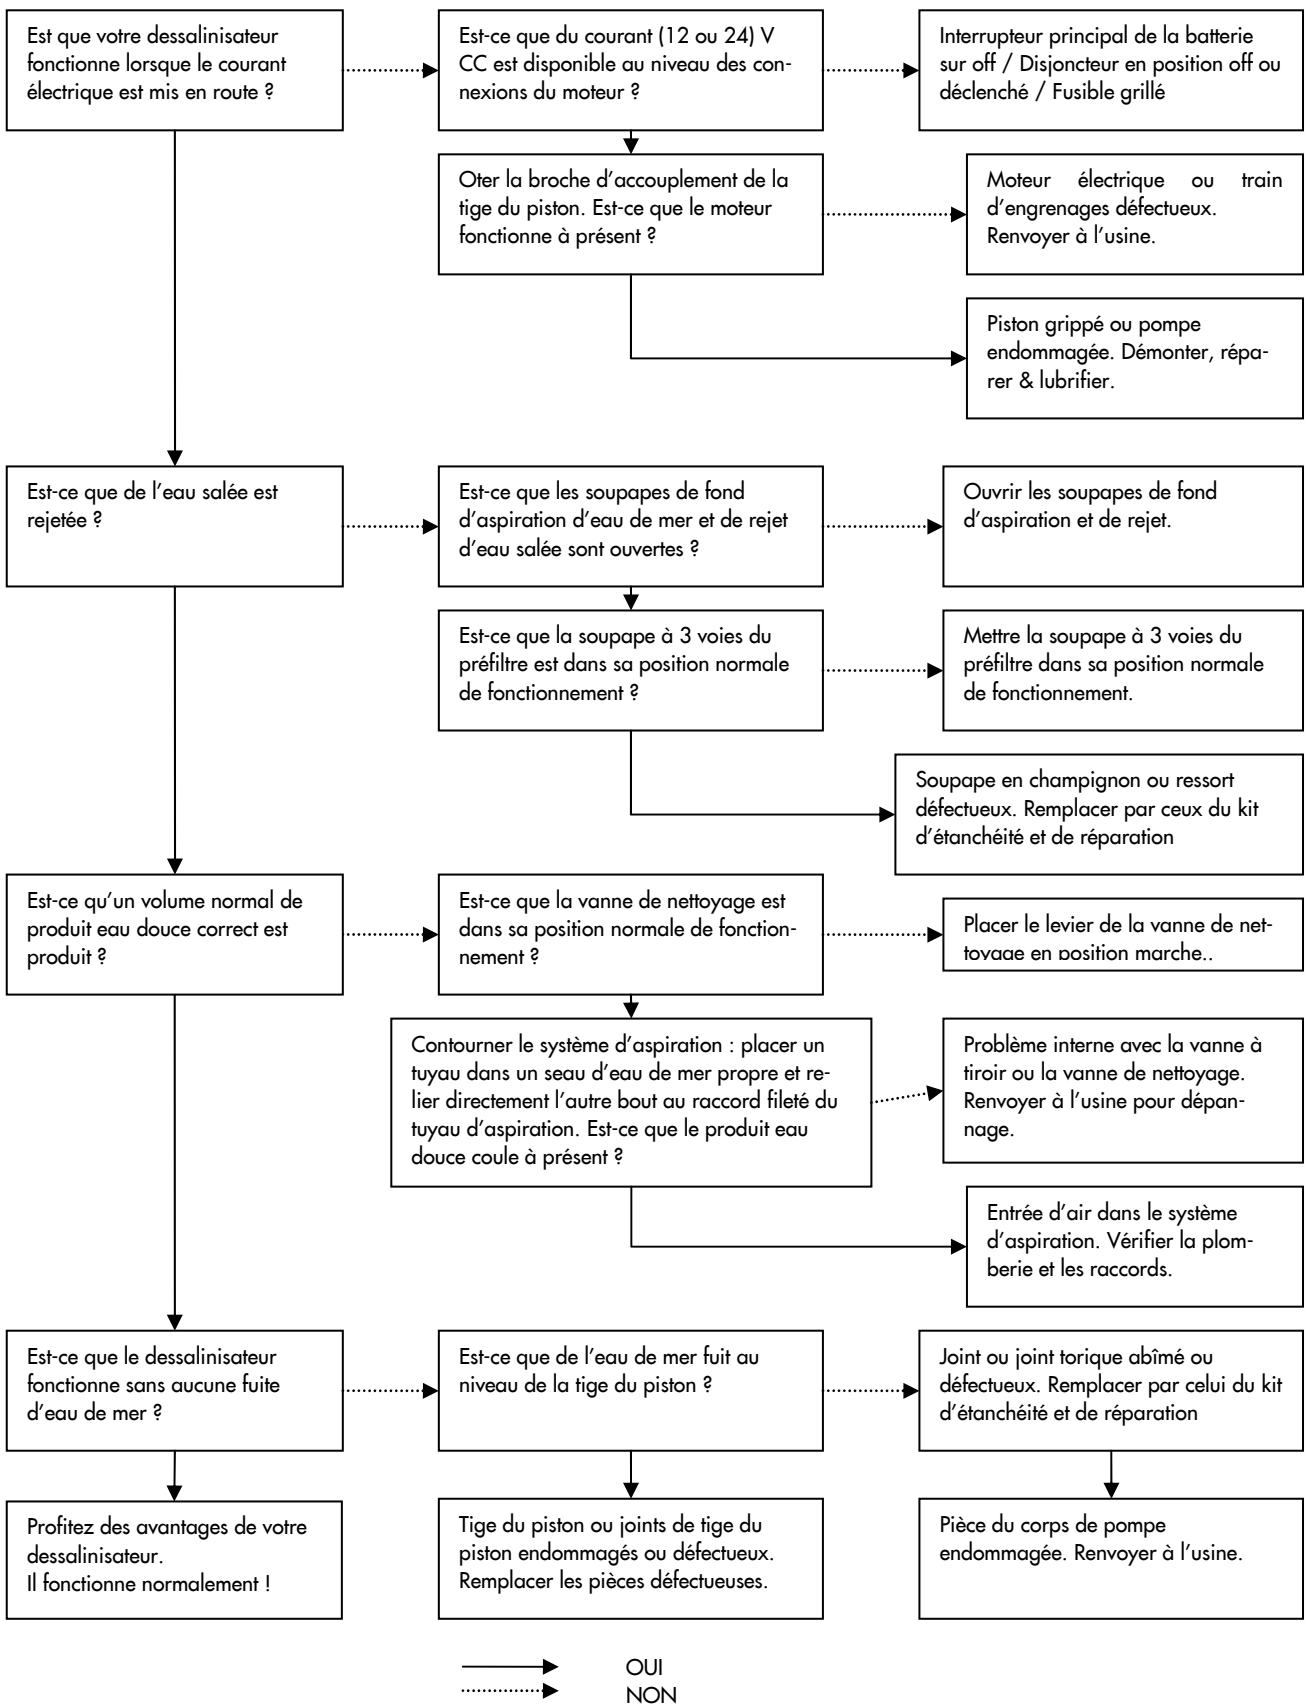 Est que votre dessalinisateur
fonctionne lorsque le courant
électrique est mis en route ?
Est-ce que du courant (12 ou 24) V
CC est disponible au niveau des con-
nexions du moteur ?
Interrupteur principal de la batterie
sur off / Disjoncteur en position off ou
déclenché / Fusible grillé
Oter la broche d’accouplement de la
tige du piston. Est-ce que le moteur
fonctionne à présent ?
Moteur électrique ou train
d’engrenages défectueux.
Renvoyer à l’usine.
Piston grippé ou pompe
endommagée. Démonter, répa-
rer & lubrifier.
Est-ce que de l’eau salée est
rejetée ?
Est-ce que les soupapes de fond
d’aspiration d’eau de mer et de rejet
d’eau salée sont ouvertes ?
Ouvrir les soupapes de fond
d’aspiration et de rejet.
Est-ce que la soupape à 3 voies du
préfiltre est dans sa position normale
de fonctionnement ?
Mettre la soupape à 3 voies du
préfiltre dans sa position normale
de fonctionnement.
Soupape en champignon ou ressort
défectueux. Remplacer par ceux du kit
d’étanchéité et de réparation
Est-ce qu’un volume normal de
produit eau douce correct est
produit ?
Est-ce que la vanne de nettoyage est
dans sa position normale de fonction-
nement ?
Placer le levier de la vanne de net-
toyage en position marche..
Contourner le système d’aspiration : placer un
tuyau dans un seau d’eau de mer propre et re-
lier directement l’autre bout au raccord fileté du
tuyau d’aspiration. Est-ce que le produit eau
douce coule à présent ?
Problème interne avec la vanne à
tiroir ou la vanne de nettoyage.
Renvoyer à l’usine pour dépan-
nage.
Entrée d’air dans le système
d’aspiration. Vérifier la plom-
berie et les raccords.
Est-ce que le dessalinisateur
fonctionne sans aucune fuite
d’eau de mer ?
Est-ce que de l’eau de mer fuit au
niveau de la tige du piston ?
Joint ou joint torique abîmé ou
défectueux. Remplacer par celui du kit
d’étanchéité et de réparation
Profitez des avantages de votre
dessalinisateur.
Il fonctionne normalement !
Tige du piston ou joints de tige du
piston endommagés ou défectueux.
Remplacer les pièces défectueuses.
Pièce du corps de pompe
endommagée. Renvoyer à l’usine.
OUI
NON